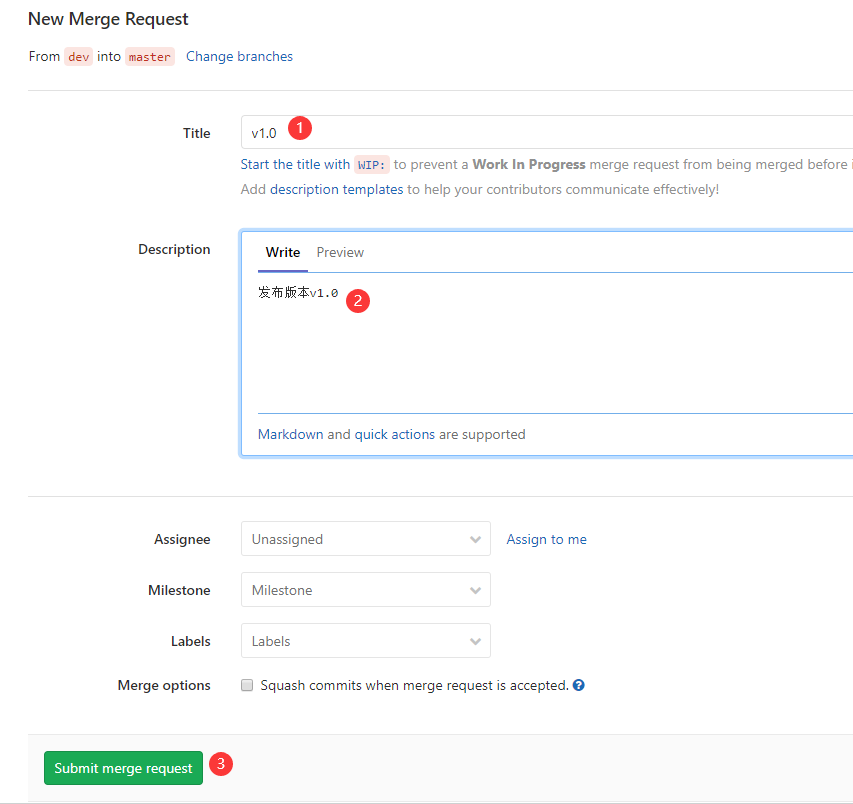 New Merge Request
From dev into master Change branches
Title
v1.0 1
Start the title with WIP: to prevent a Work In Progress merge request from being merged before
Add description templates to help your contributors communicate effectively!
Description
Write Preview
发布版本v1.0 2
Markdown and quick actions are supported
Assignee Unassigned Assign to me
Milestone Milestone
Labels Labels
Merge options Squash commits when merge request is accepted. ?
Submit merge request 3